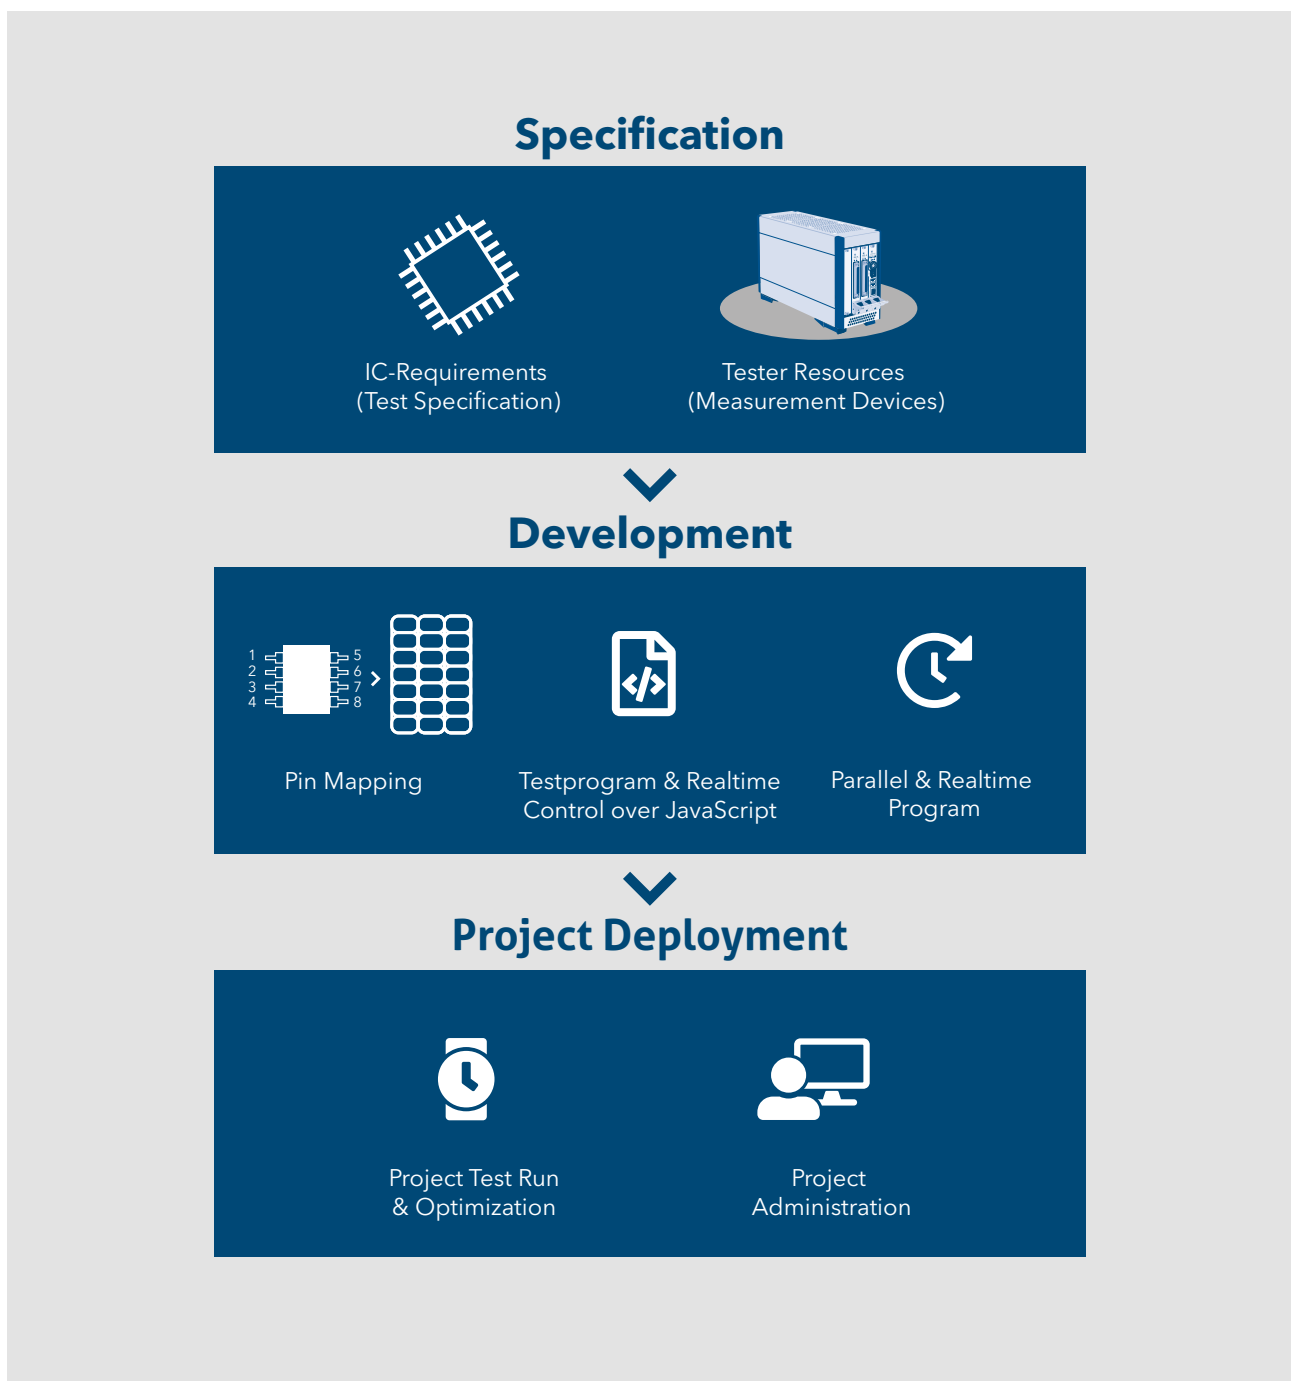 Specification
IC-Requirements
(Test Specification)
Tester Resources
(Measurement Devices)
Development
1
2
3
4
5
6
7
8
Pin Mapping
Testprogram & Realtime
Control over JavaScript
Parallel & Realtime
Program
Project Deployment
Project Test Run
& Optimization
Project
Administration